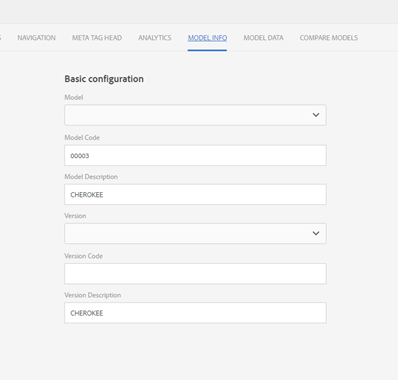 NAVIGATION META TAG HEAD ANALYTICS MODEL INFO MODEL DATA COMPARE MODELS
Basic configuration
Model
Model Code
00003
Model Description
CHEROKEE
Version
Version Code
Version Description
CHEROKEE